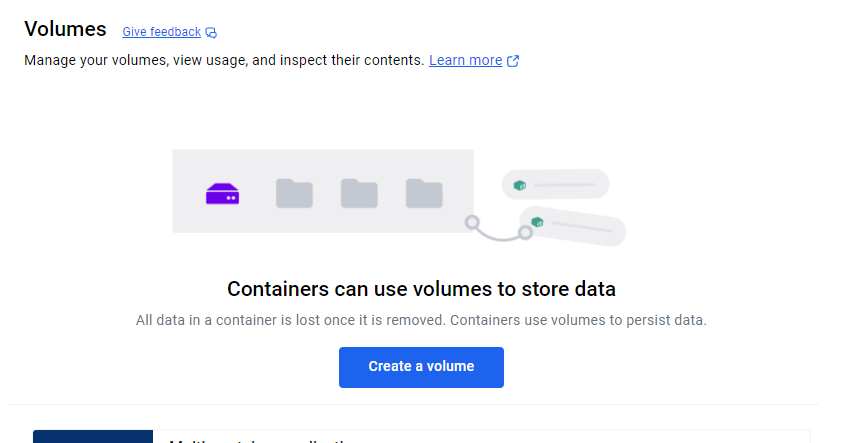 Volumes Give feedback
Manage your volumes, view usage, and inspect their contents. Learn more
Containers can use volumes to store data
All data in a container is lost once it is removed. Containers use volumes to persist data.
Create a volume